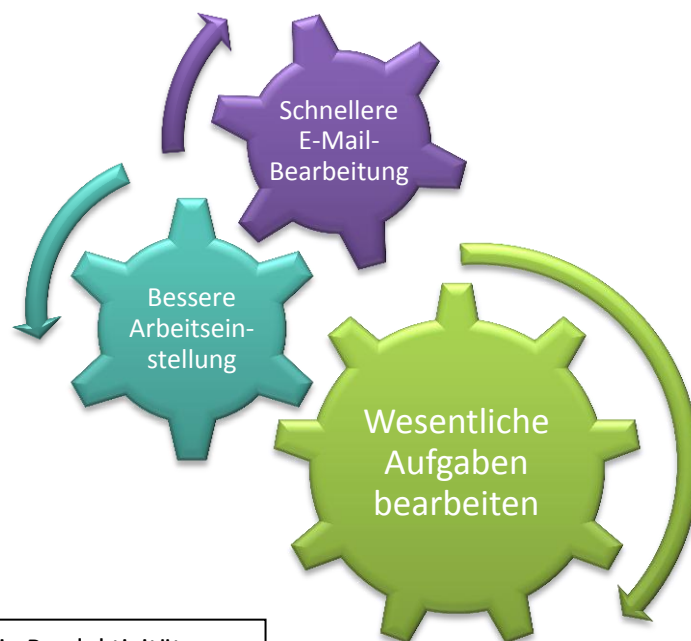 Schnellere
E-Mail-
Bearbeitung
Bessere
Arbeitsein-
stellung
Wesentliche
Aufgaben
bearbeiten